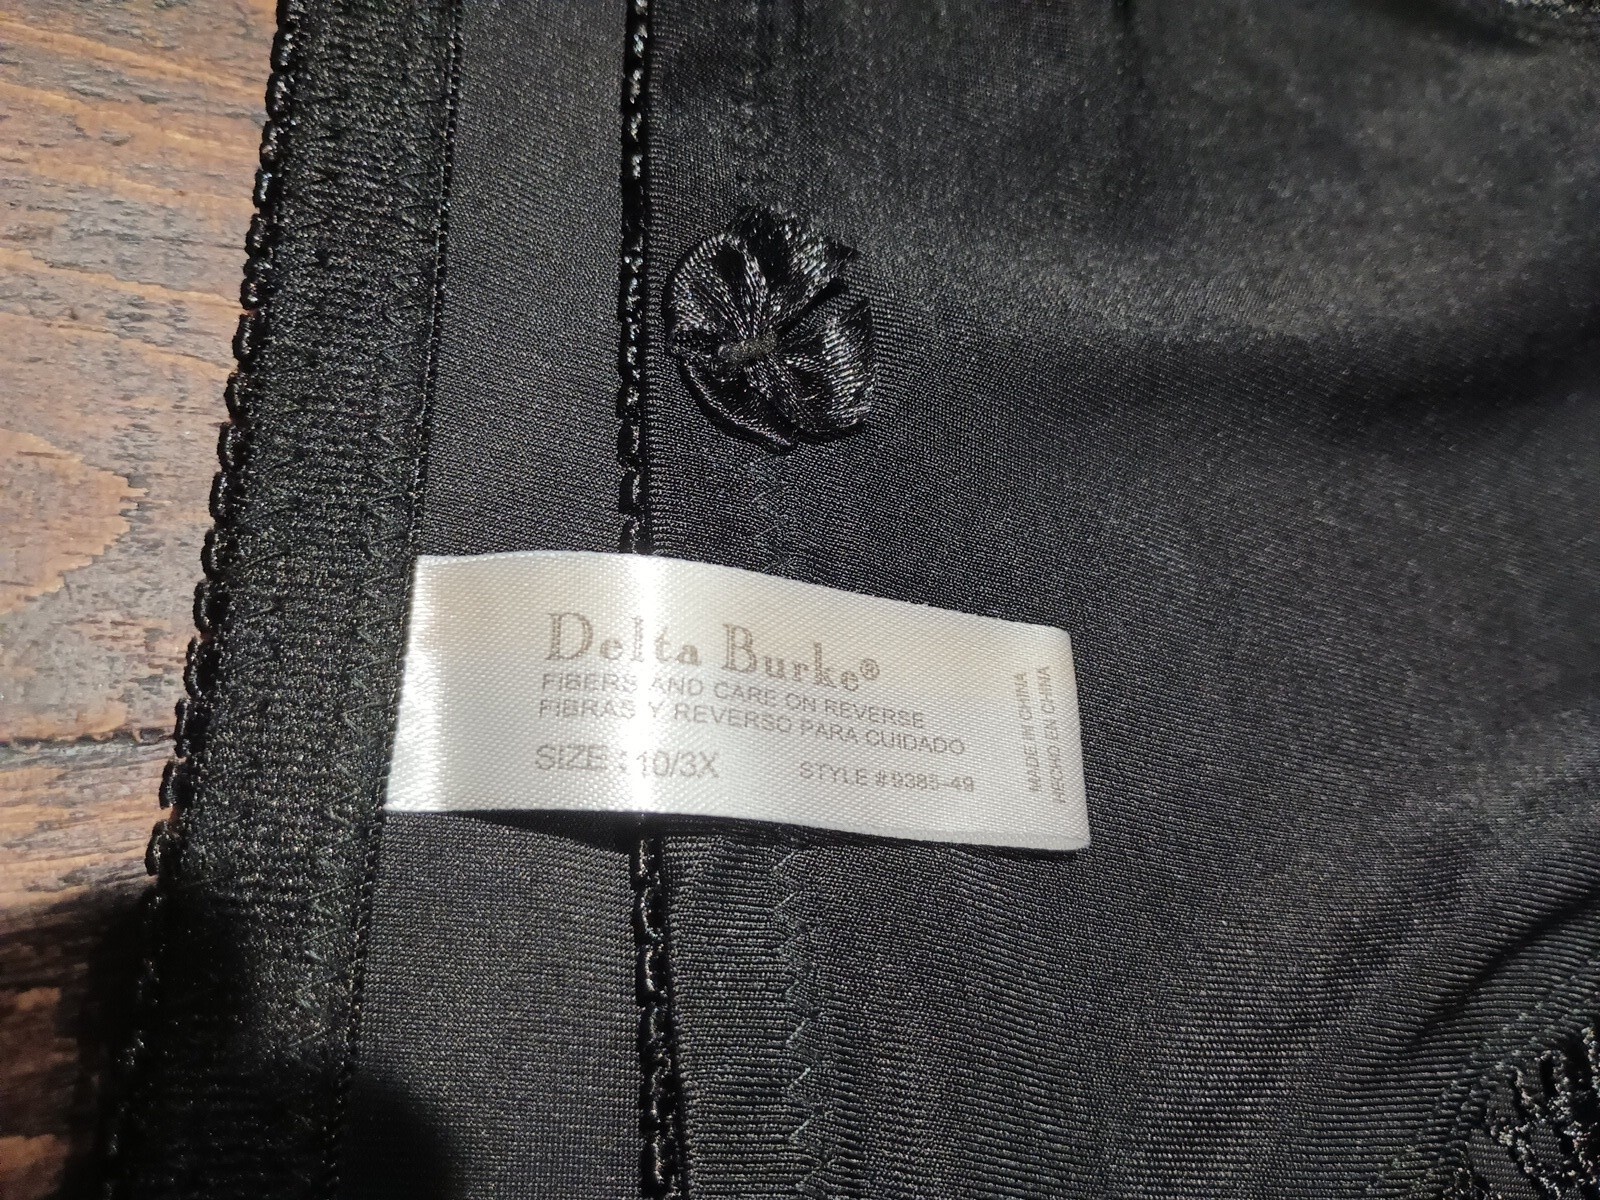 Delta Burke®
FIBERS AND CARE ON REVERSE
FIBRAS Y REVERSO PARA CUIDADO
SIZE : 10/3X
STYLE #9385-49
MADE IN CHINA
HECHO EN CHINA